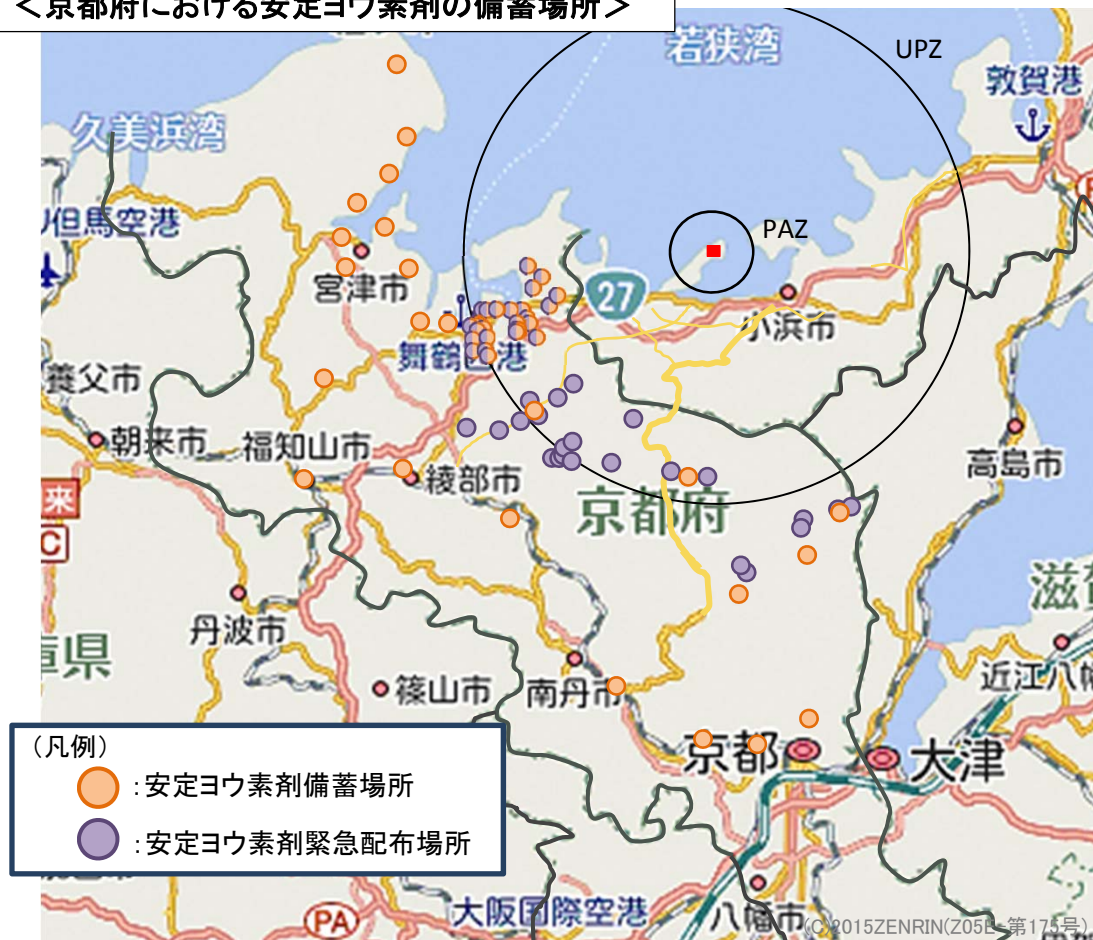 ＜京都府における安定ヨウ素剤の備蓄場所＞
若狭湾
UPZ
敦賀港
久美浜湾
但馬空港
PAZ
宮津市
27
小浜市
舞鶴
港
養父市
朝来市
福知山市
綾部市
高島市
京都府
来
C
滋
丹波市
県
近江八
篠山市
南丹市
京都
大津
（凡例）
：安定ヨウ素剤備蓄場所
：安定ヨウ素剤緊急配布場所
PA
大阪国際空港
八幡市
(C)2015ZENRIN(Z05E-第175号)